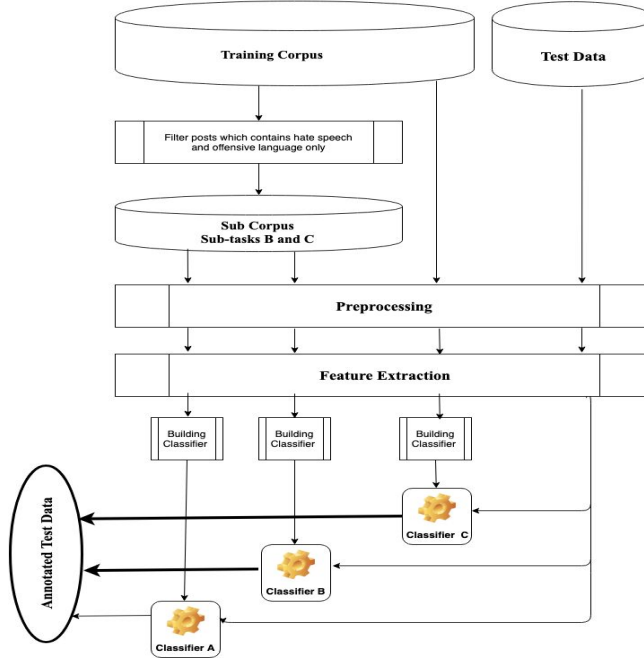 Training Corpus
Test Data
Filter posts which contains hate speech
and offensive language only
Sub Corpus
Sub-tasks B and C
Preprocessing
Feature Extraction
Building
Classifier
Building
Classifier
Building
Classifier
Classifier C
Classifier B
Classifier A
Annotated Test Data